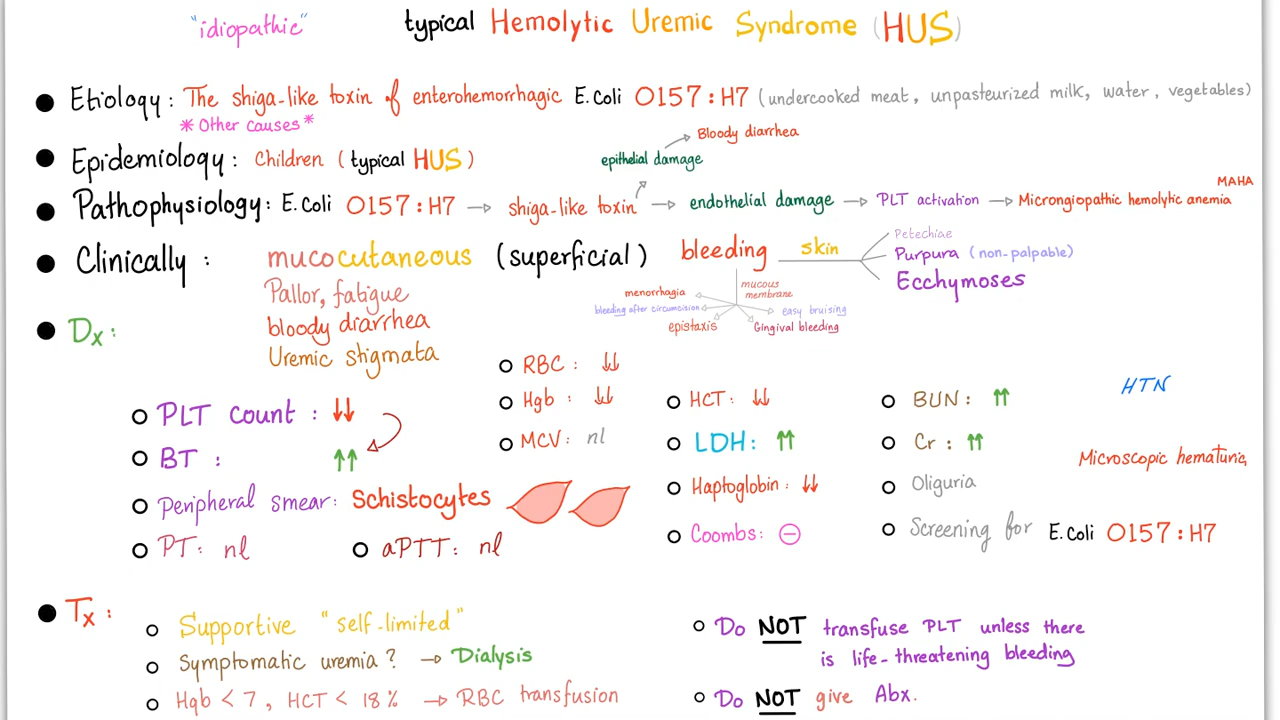 "idiopathic" typical Hemolytic Uremic Syndrome (HUS)
● Etiology : The shiga-like toxin of enterohemorrhagic E.Coli O157:H7 (undercooked meat, unpasteurized milk, water, vegetables)
* Other causes *
Bloody diarrhea
● Epidemiology : Children (typical HUS)
epithelial damage
MAHA
● Pathophysiology: E.Coli O157:H7 → shiga-like toxin → endothelial damage → PLT activation → Microngiopathic hemolytic anemia
● Clinically : mucocutaneous (superficial) bleeding skin
Petechiae
Purpura (non-palpable)
Ecchymoses
mucous
membrane
menorrhagia
bleeding after circumcision
epistaxis
easy bruising
Gingival bleeding
Pallor, fatigue
bloody diarrhea
Uremic stigmata
● Dx :
○ PLT count : ↓↓
○ BT : ↑↑
○ Peripheral smear: Schistocytes
○ PT: nl
○ aPTT: nl
○ RBC : ↓↓
○ Hgb : ↓↓
○ MCV: nl
○ HCT: ↓↓
○ LDH: ↑↑
○ Haptoglobin: ↓↓
○ Coombs: ⊖
○ BUN: ↑↑
○ Cr : ↑↑
○ Oliguria
○ Screening for E.Coli O157:H7
HTN
Microscopic hematuria
● Tx :
○ Supportive "self-limited"
○ Symptomatic uremia? → Dialysis
○ Hgb < 7, HCT < 18% → RBC transfusion
○ Do NOT transfuse PLT unless there
is life-threatening bleeding
○ Do NOT give Abx.